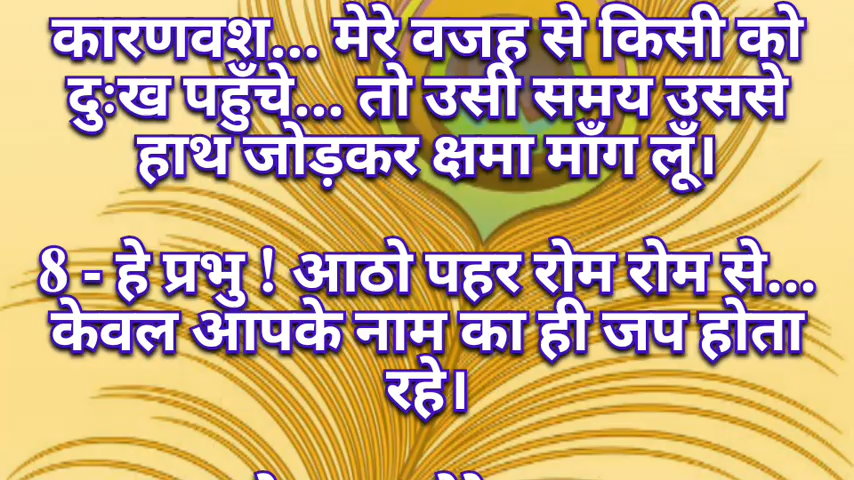 कारणवश... मेरे वजह से किसी को
दुःख पहुँचे... तो उसी समय उससे
हाथ जोड़कर क्षमा माँग लूँ।
8 - हे प्रभु ! आठो पहर रोम रोम से...
केवल आपके नाम का ही जप होता
रहे।